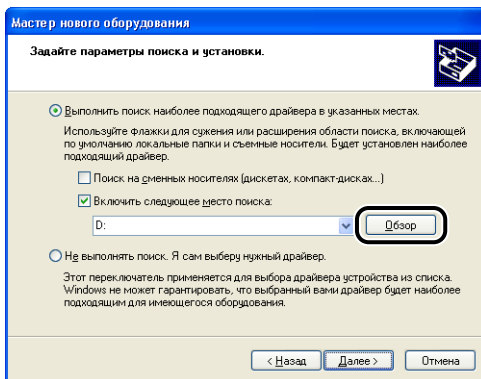 Мастер нового оборудования
Задайте параметры поиска и установки.
Выполнить поиск наиболее подходящего драйвера в указанных местах.
Используйте флажки для сужения или расширения области поиска, включающей
по умолчанию локальные папки и съемные носители. Будет установлен наиболее
подходящий драйвер.
Поиск на сменных носителях (дискетах, компакт-дисках...)
Включить следующее место поиска:
D:
Обзор
Не выполнять поиск. Я сам выберу нужный драйвер.
Этот переключатель применяется для выбора драйвера устройства из списка.
Windows не может гарантировать, что выбранный вами драйвер будет наиболее
подходящим для имеющегося оборудования.
< Назад
Далее >
Отмена